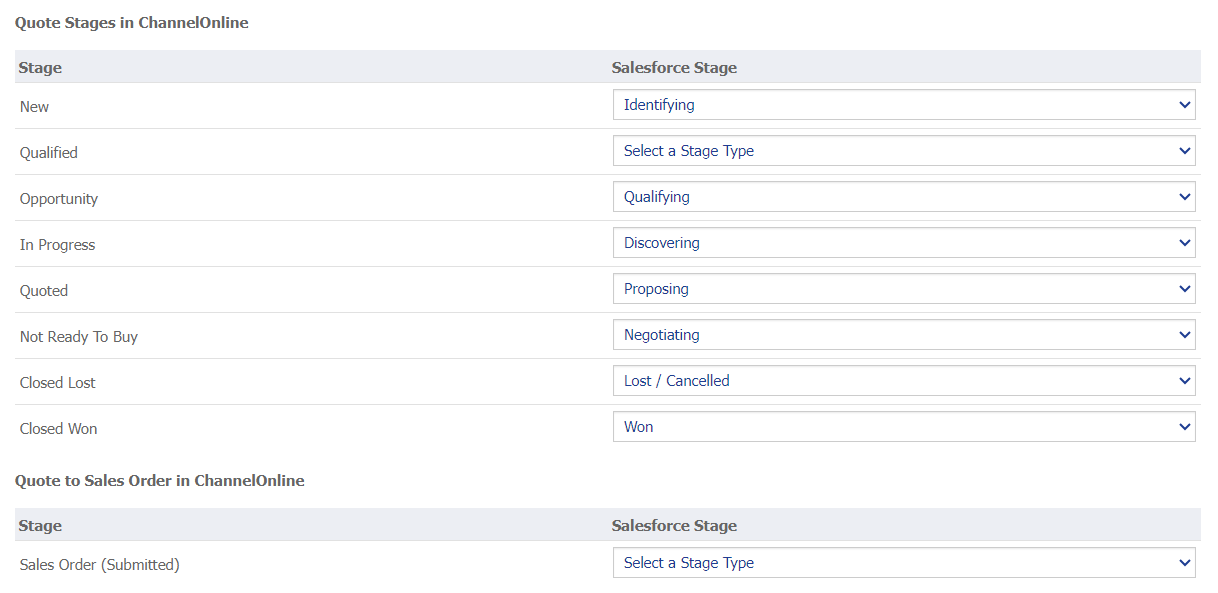 Quote Stages in ChannelOnline
Stage Salesforce Stage
New Identifying
Qualified Select a Stage Type
Opportunity Qualifying
In Progress Discovering
Quoted Proposing
Not Ready To Buy Negotiating
Closed Lost Lost / Cancelled
Closed Won Won
Quote to Sales Order in ChannelOnline
Stage Salesforce Stage
Sales Order (Submitted) Select a Stage Type